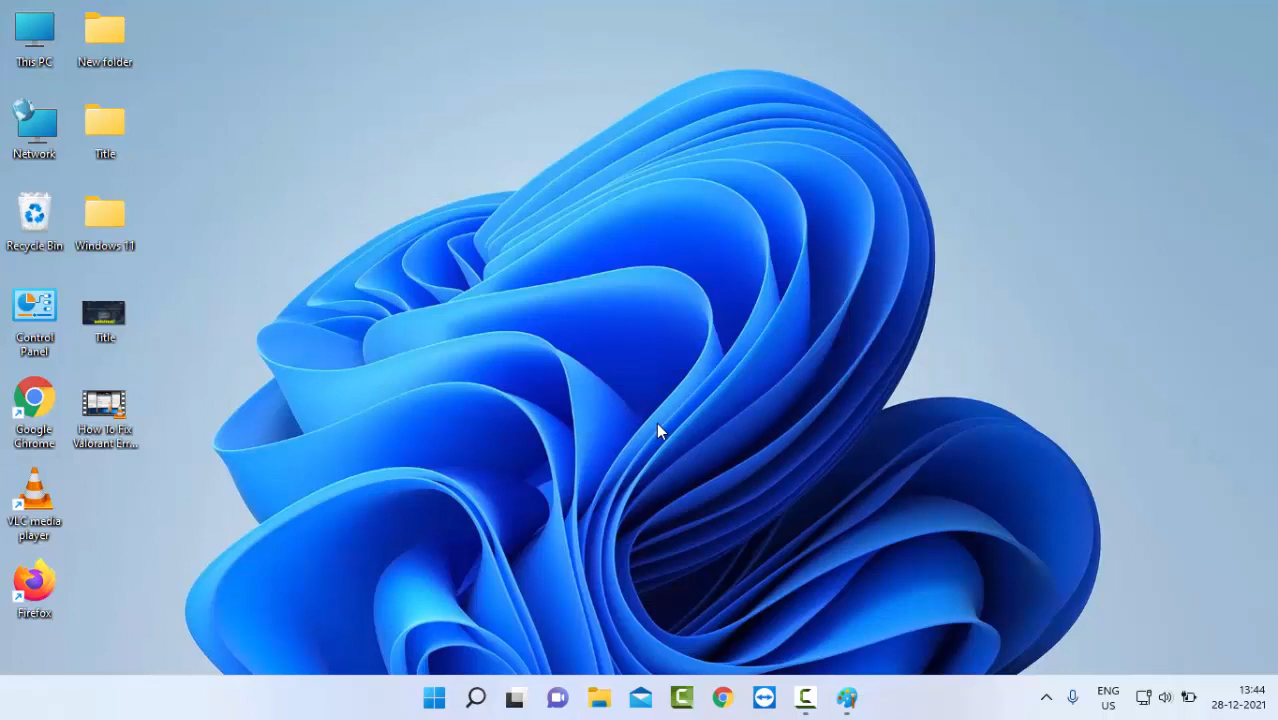 This PC
New folder
Network
Title
Recycle Bin
Windows 11
Control
Panel
Title
Google
Chrome
How To Fix
Valorant Err...
VLC media
player
Firefox
ENG
US
13:44
28-12-2021